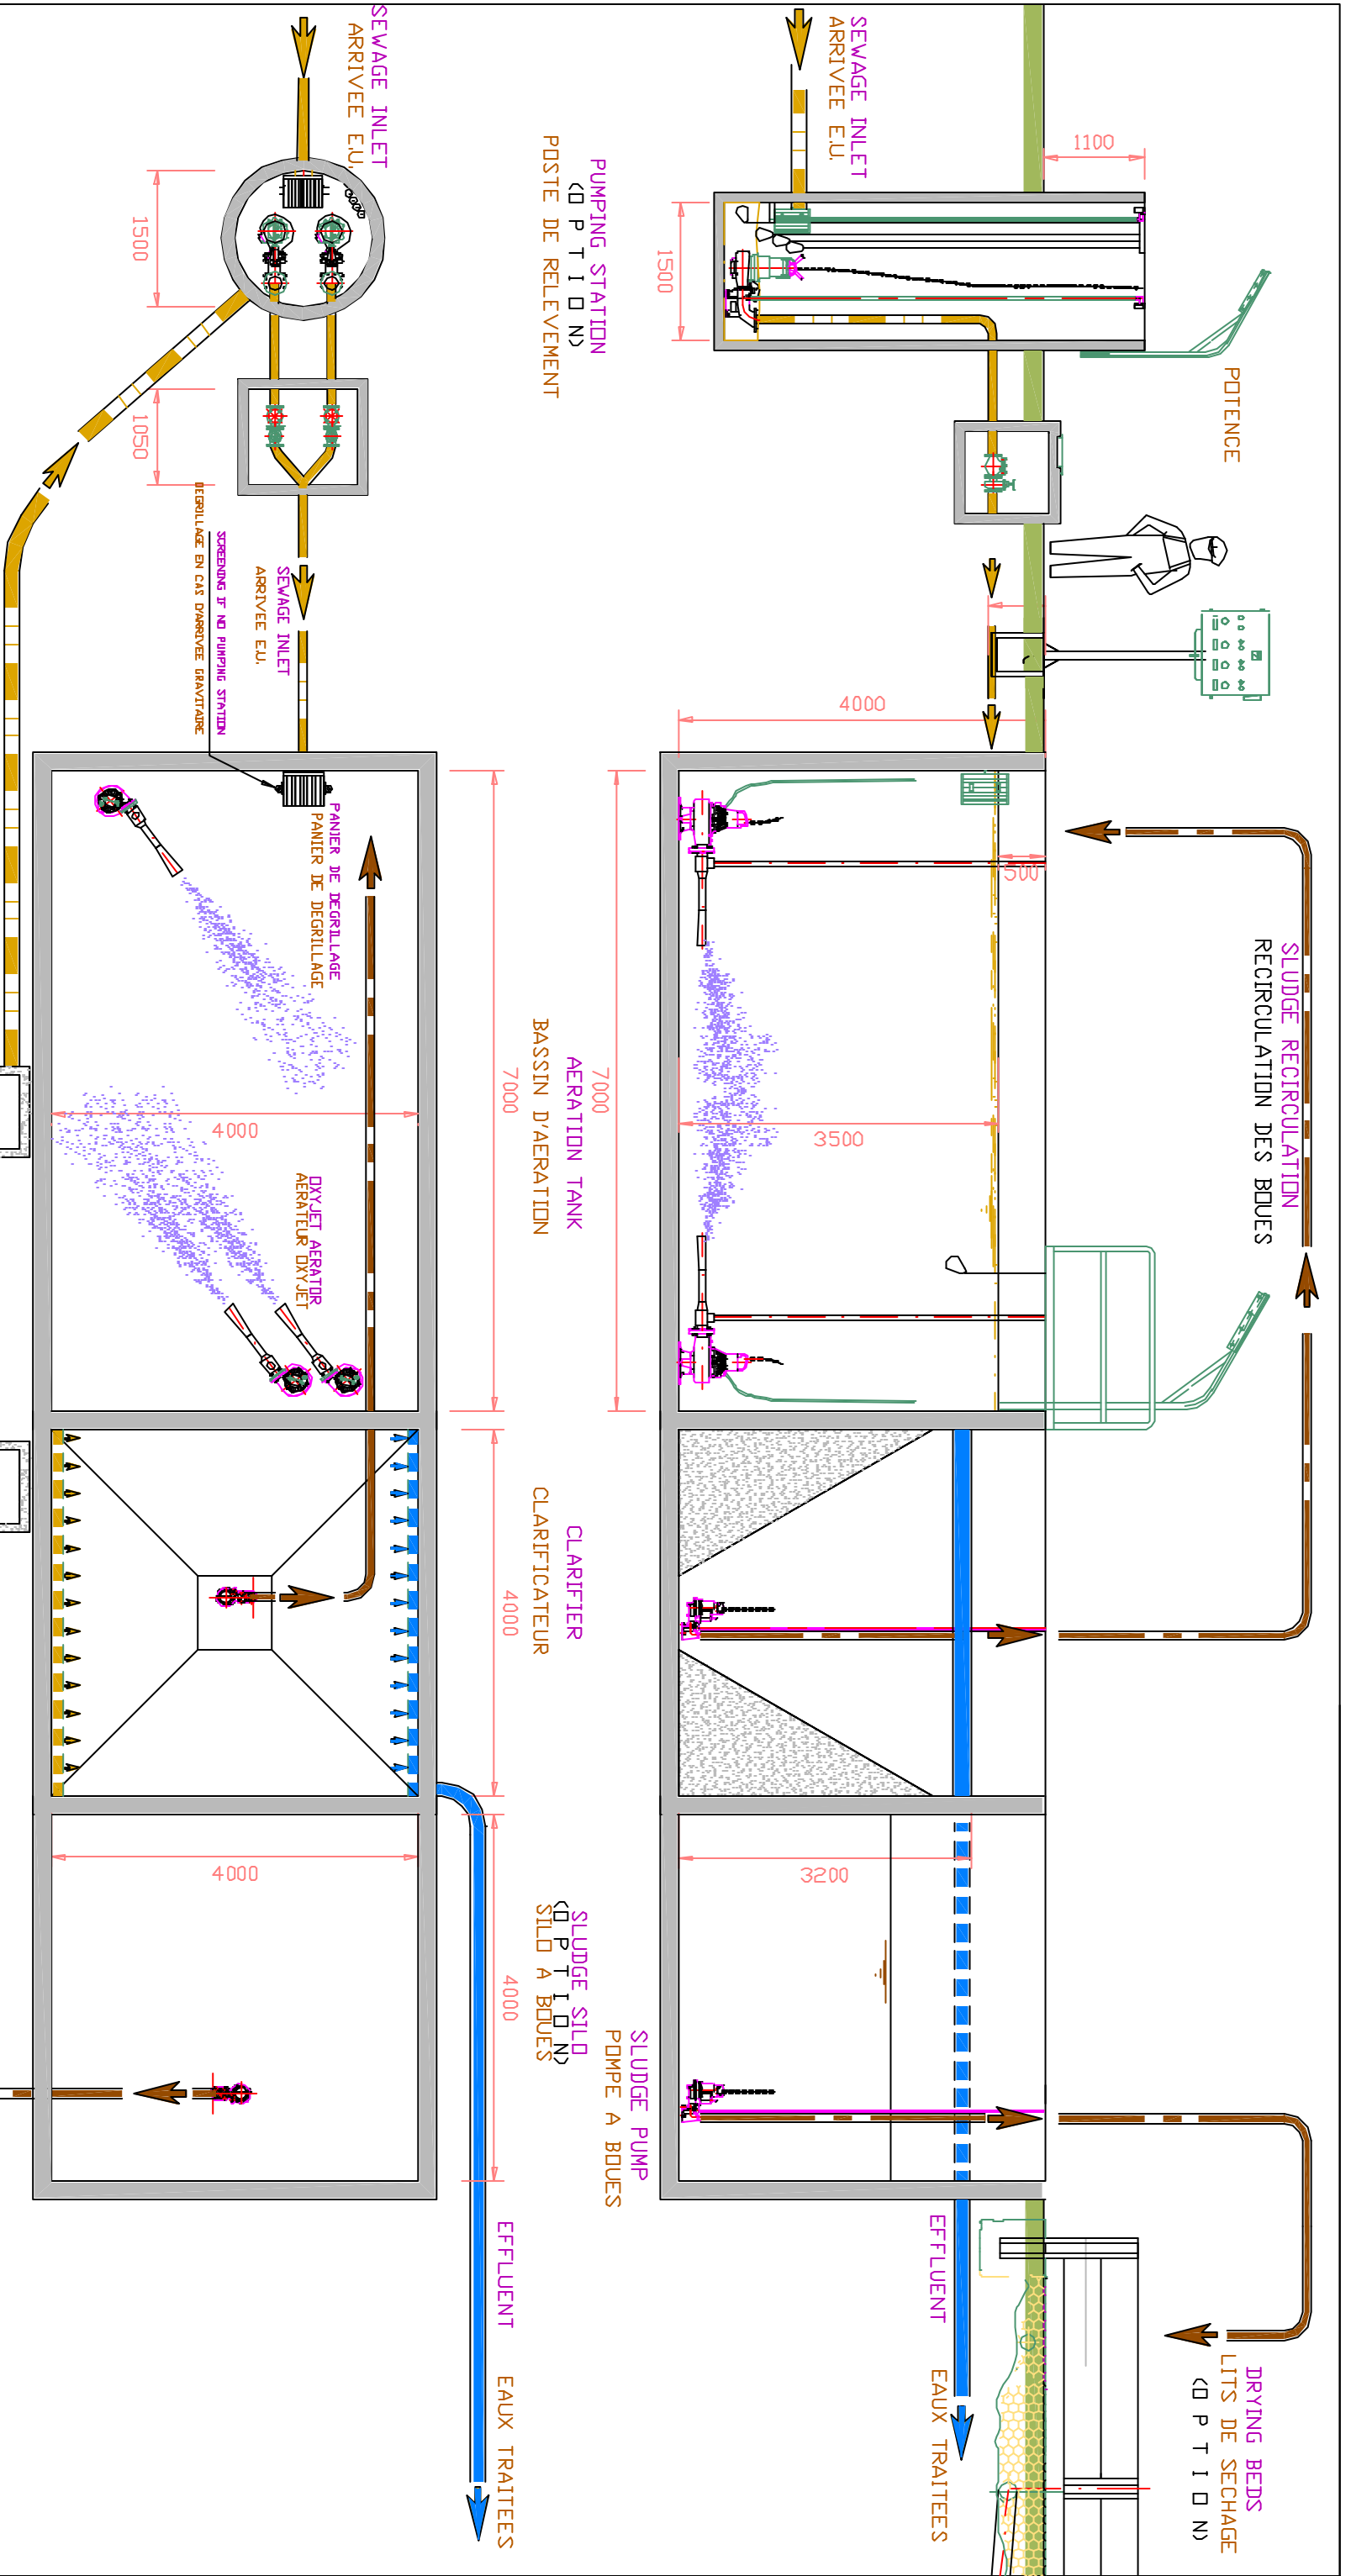 SEWAGE INLET
ARRIVEE E.U.
1100
1500
POTENCE
PUMPING STATION
(O P T I O N)
POSTE DE RELEVEMENT
4000
500
SLUDGE RECIRCULATION
RECIRCULATION DES BOUES
3500
7000
3200
SLUDGE PUMP
POMPE A BOUES
EFFLUENT
EAUX TRAITEES
DRYING BEDS
LITS DE SECHAGE
(O P T I O N)
AERATION TANK
BASSIN D'AERATION
7000
CLARIFIER
CLARIFICATEUR
4000
SLUDGE SILO
(O P T I O N)
SILO A BOUES
4000
EFFLUENT
EAUX TRAITEES
SEWAGE INLET
ARRIVEE E.U.
1500
1050
SEWAGE INLET
ARRIVEE E.U.
SCREENING IF NO PUMPING STATION
DEGRILLAGE EN CAS D'ARRIVEE GRAVITAIRE
PANIER DE DEGRILLAGE
PANIER DE DEGRILLAGE
4000
OXYJET AERATOR
AERATEUR OXYJET
4000